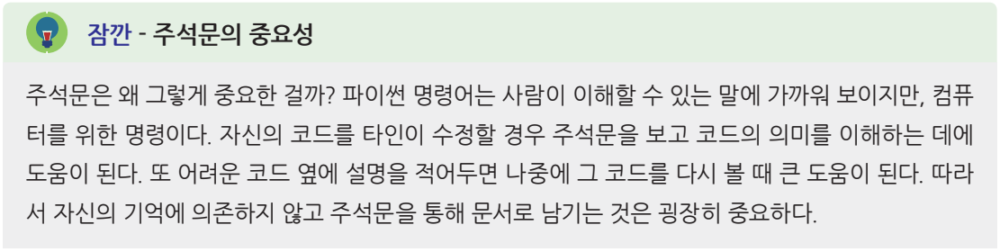 잠깐 - 주석문의 중요성
주석문은 왜 그렇게 중요한 걸까? 파이썬 명령어는 사람이 이해할 수 있는 말에 가까워 보이지만, 컴퓨
터를 위한 명령이다. 자신의 코드를 타인이 수정할 경우 주석문을 보고 코드의 의미를 이해하는 데에
도움이 된다. 또 어려운 코드 옆에 설명을 적어두면 나중에 그 코드를 다시 볼 때 큰 도움이 된다. 따라
서 자신의 기억에 의존하지 않고 주석문을 통해 문서로 남기는 것은 굉장히 중요하다.